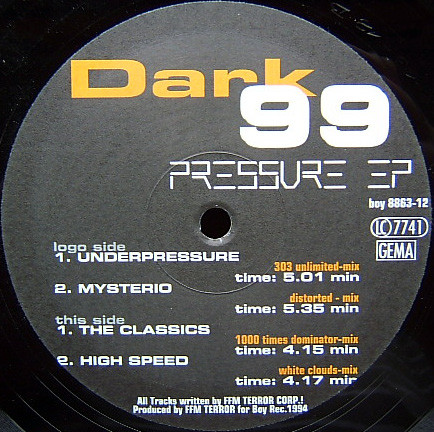 Dark
99
PRESSURE EP
boy 8863-12
LC 7741
GEMA
logo side
1. UNDERPRESSURE
303 unlimited-mix
time: 5.01 min
2. MYSTERIO
distorted - mix
time: 5.35 min
this side
1. THE CLASSICS
1000 times dominator-mix
time: 4.15 min
2. HIGH SPEED
white clouds-mix
time: 4.17 min
All Tracks written by FFM TERROR CORP.!
Produced by FFM TERROR for Boy Rec.1994